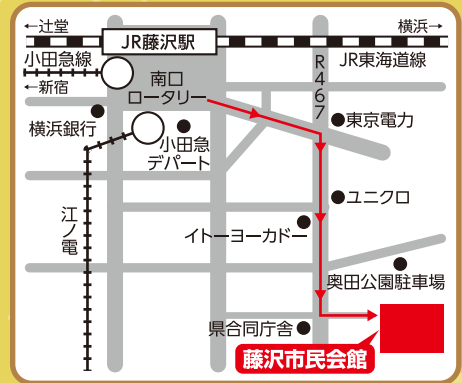 ←辻堂
横浜→
JR藤沢駅
小田急線
JR東海道線
←新宿
南口
ロータリー
R467
横浜銀行
東京電力
小田急
デパート
ユニクロ
江ノ電
イトーヨーカドー
奥田公園駐車場
県合同庁舎
藤沢市民会館